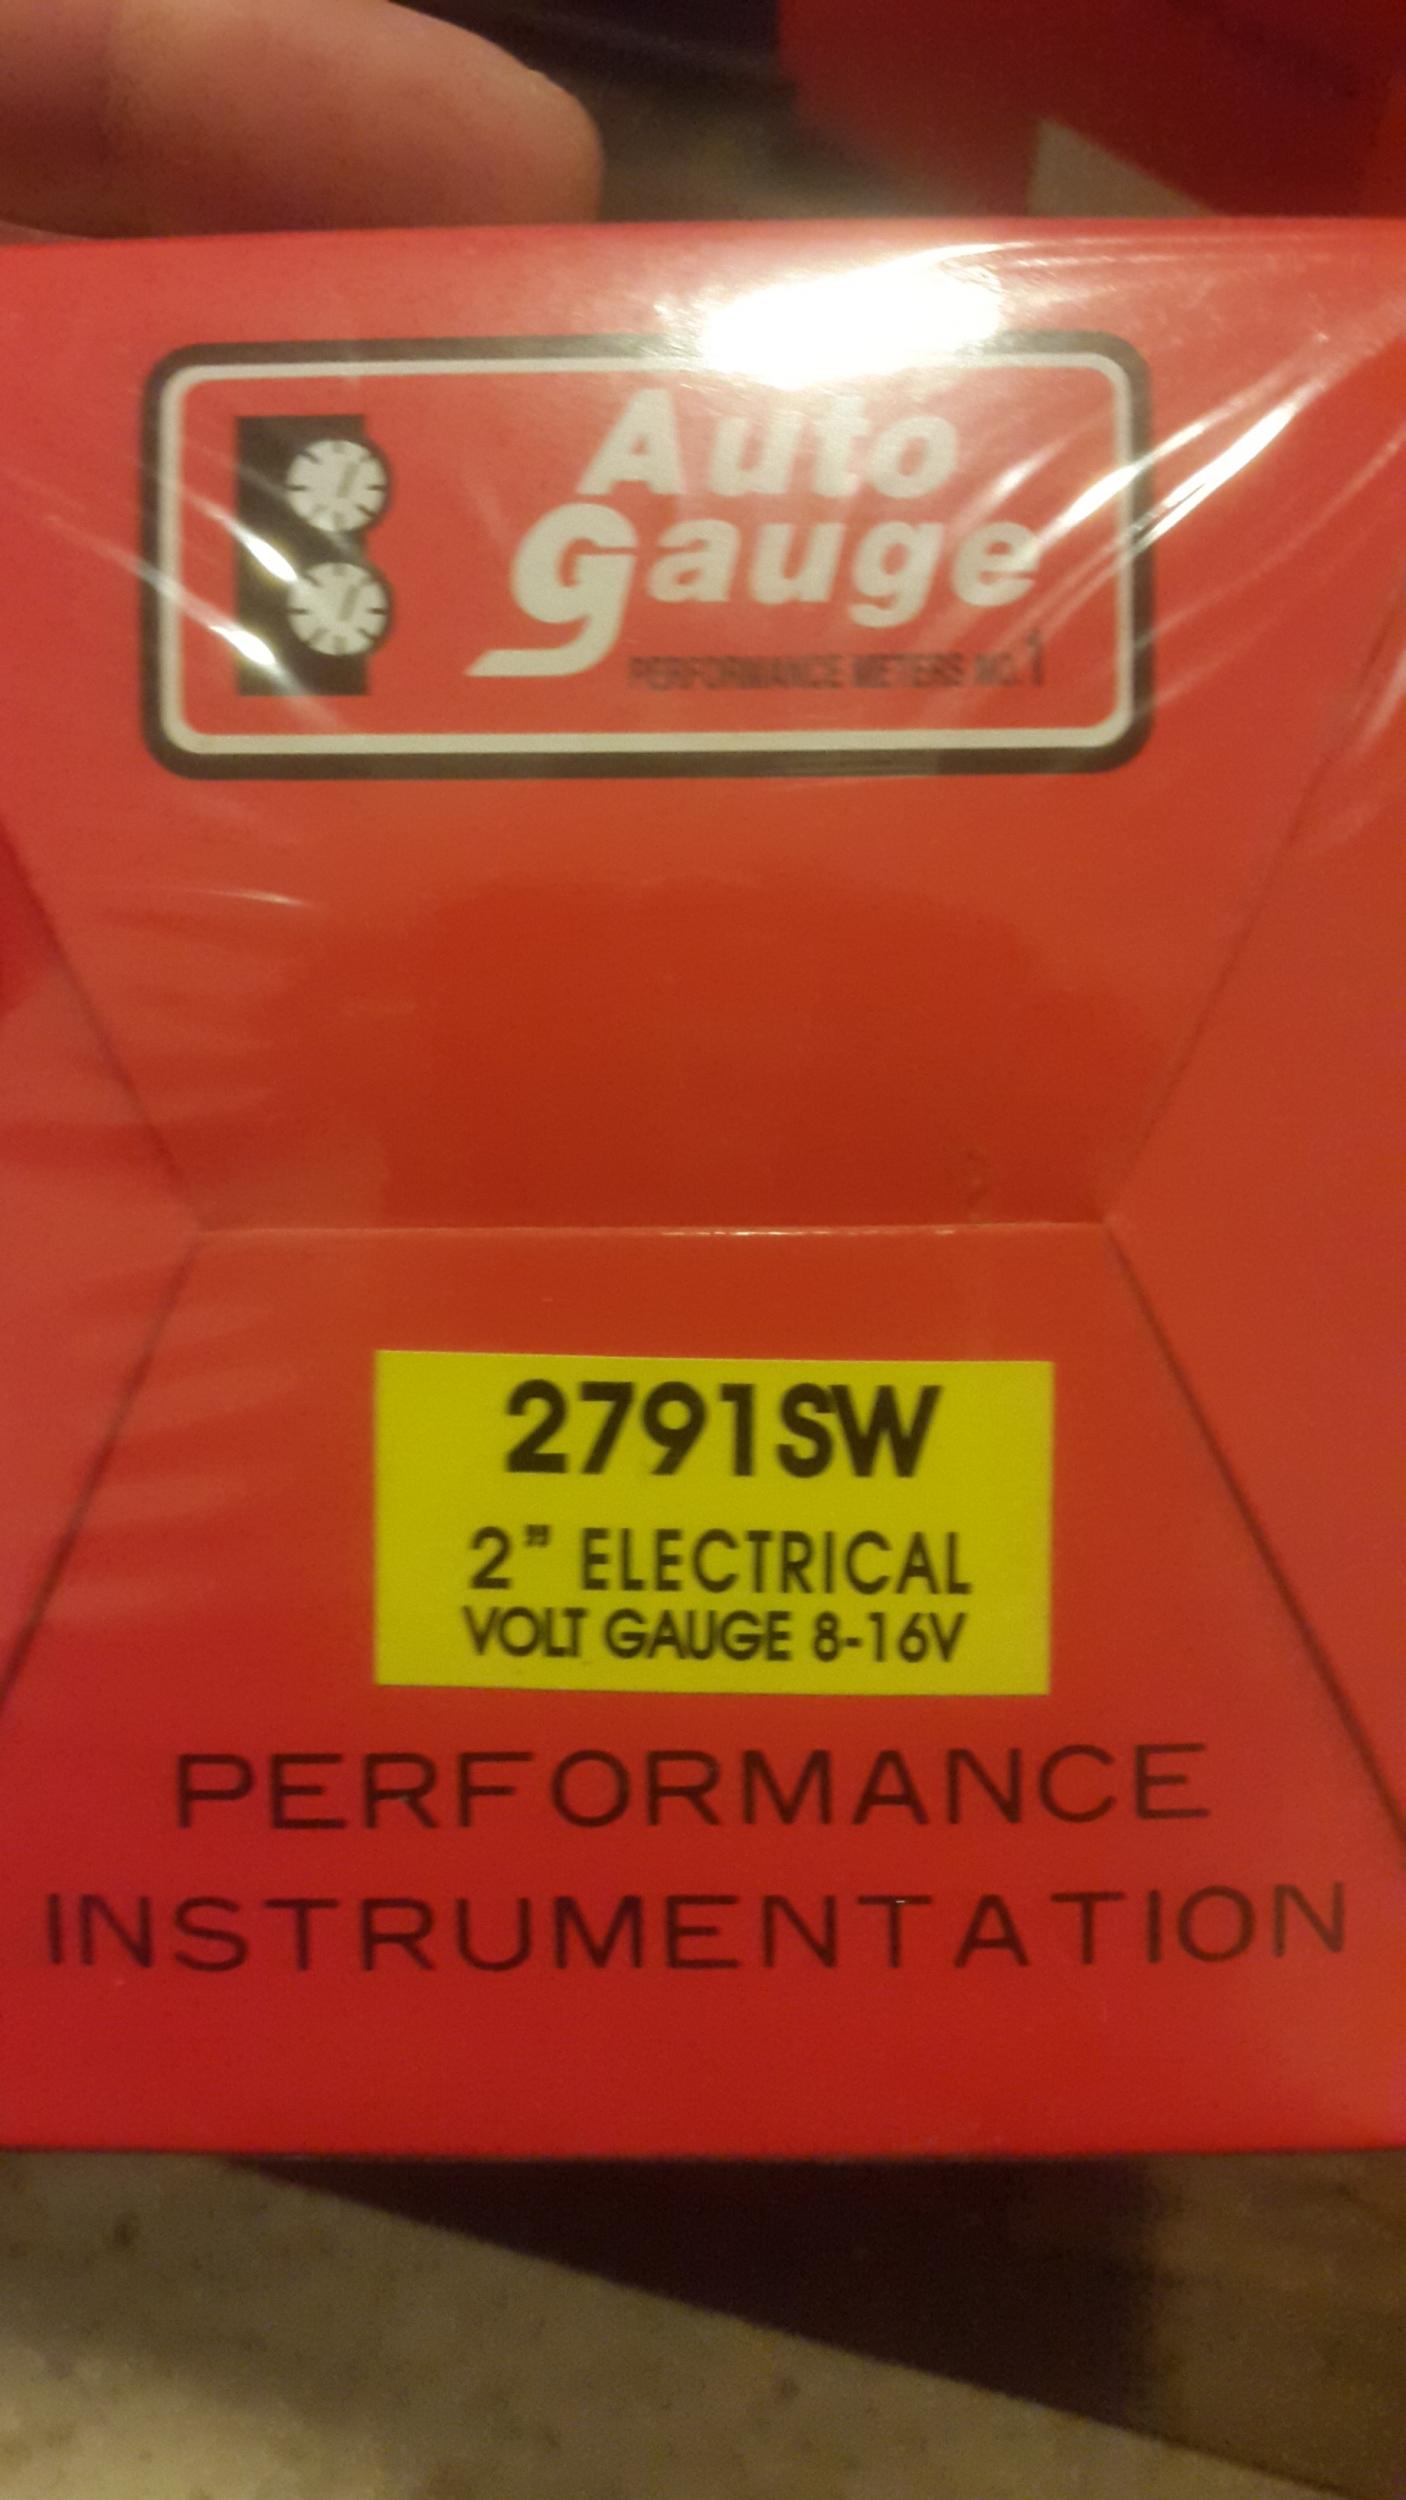 Auto
Gauge
PERFORMANCE METERS NO.1
2791SW
2” ELECTRICAL
VOLT GAUGE 8-16V
PERFORMANCE
INSTRUMENTATION